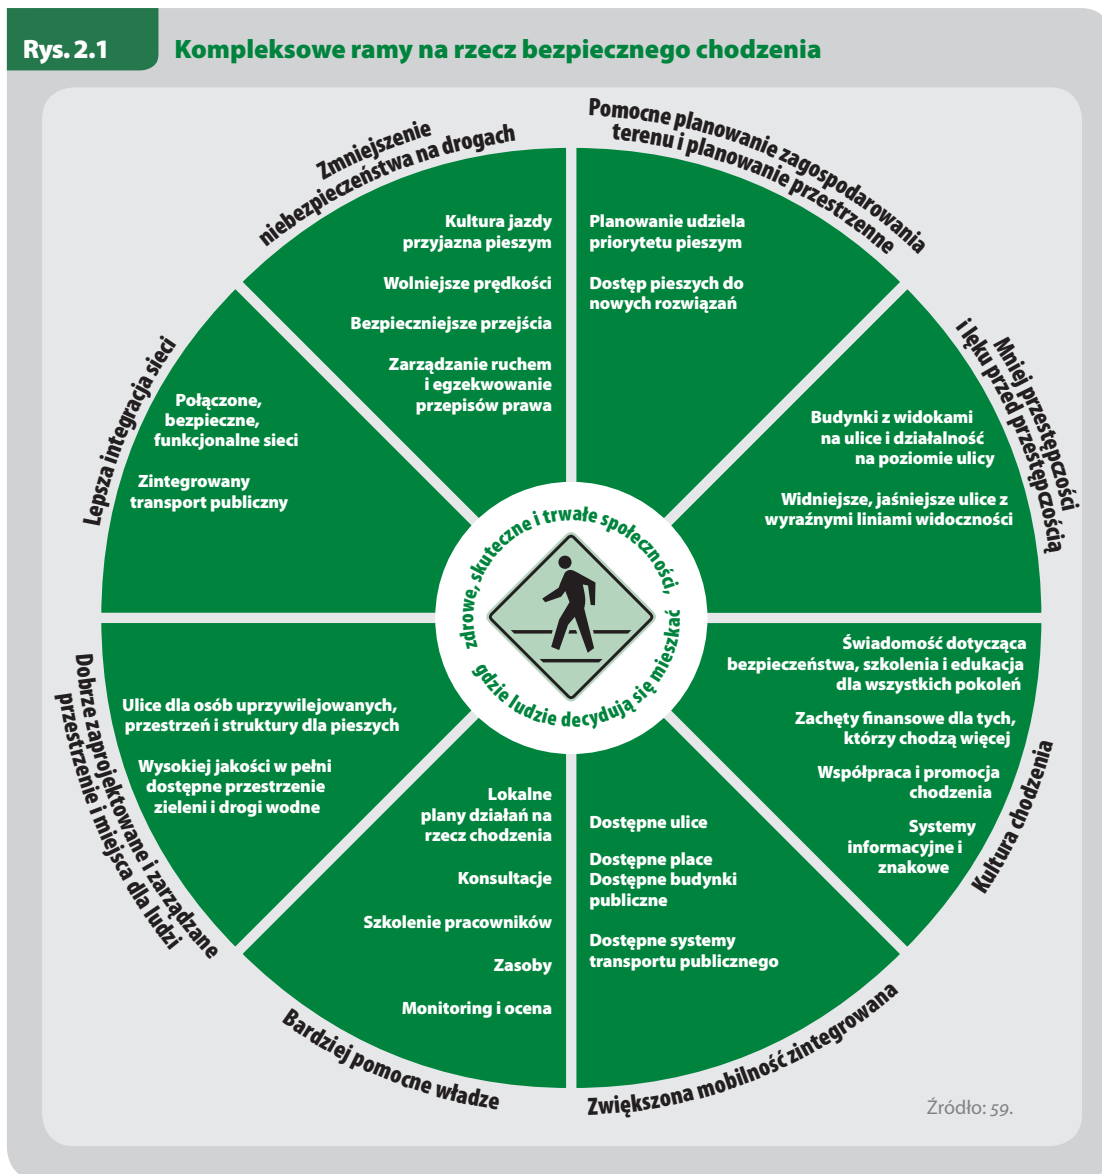 Rys. 2.1
Kompleksowe ramy na rzecz bezpiecznego chodzenia
Zmniejszenie
niebezpieczeństwa na drogach
Kultura jazdy
przyjazna pieszym
Wolniejsze prędkości
Bezpieczniejsze przejścia
Zarządzanie ruchem
i egzekwowanie
przepisów prawa
Pomocne planowanie zagospodarowania
terenu i planowanie przestrzenne
Planowanie udziela
priorytetu pieszym
Dostęp pieszych do
nowych rozwiązań
Mniej przestępczości
i lęku przed przestępczością
Budynki z widokami
na ulice i działalność
na poziomie ulicy
Widniejsze, jaśniejsze ulice z
wyraźnymi liniami widoczności
Kultura chodzenia
Świadomość dotycząca
bezpieczeństwa, szkolenia i edukacja
dla wszystkich pokoleń
Zachęty finansowe dla tych,
którzy chodzą więcej
Współpraca i promocja
chodzenia
Systemy
informacyjne i
znakowe
Zwiększona mobilność zintegrowana
Dostępne ulice
Dostępne place
Dostępne budynki
publiczne
Dostępne systemy
transportu publicznego
Bardziej pomocne władze
Lokalne
plany działań na
rzecz chodzenia
Konsultacje
Szkolenie pracowników
Zasoby
Monitoring i ocena
Dobrze zaprojektowane i zarządzane
przestrzenie i miejsca dla ludzi
Ulice dla osób uprzywilejowanych,
przestrzeń i struktury dla pieszych
Wysokiej jakości w pełni
dostępne przestrzenie
zieleni i drogi wodne
Lepsza integracja sieci
Połączone,
bezpieczne,
funkcjonalne sieci
Zintegrowany
transport publiczny
zdrowe, skuteczne i trwałe społeczności,
gdzie ludzie decydują się mieszkać
Źródło: 59.